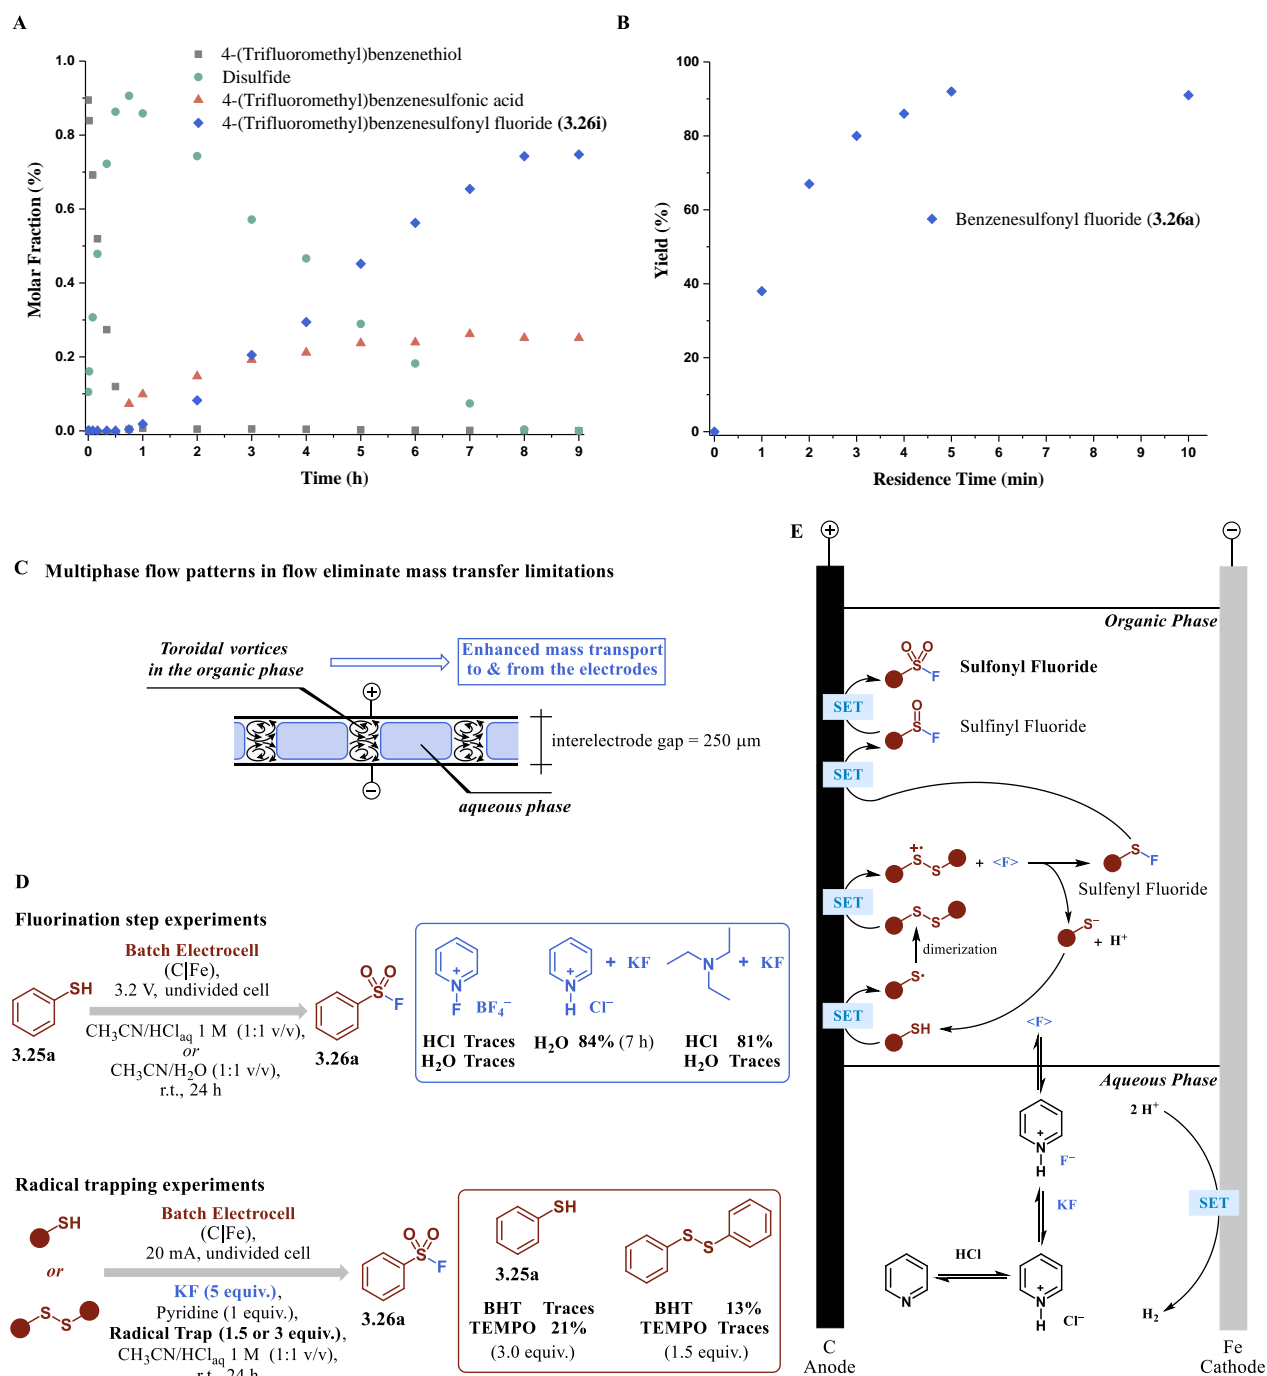 A
4-(Trifluoromethyl)benzenethiol
Disulfide
4-(Trifluoromethyl)benzenesulfonic acid
4-(Trifluoromethyl)benzenesulfonyl fluoride (3.26i)
1.0
0.8
0.6
0.4
0.2
0.0
Molar Fraction (%)
0 1 2 3 4 5 6 7 8 9
Time (h)
B
100
80
60
40
20
0
Yield (%)
Benzenesulfonyl fluoride (3.26a)
0 1 2 3 4 5 6 7 8 9 10
Residence Time (min)
C Multiphase flow patterns in flow eliminate mass transfer limitations
Toroidal vortices
in the organic phase
Enhanced mass transport
to & from the electrodes
+
interelectrode gap = 250 μm
−
aqueous phase
D
Fluorination step experiments
Batch Electrocell
(C|Fe),
3.2 V, undivided cell
CH₃CN/HClaq 1 M (1:1 v/v)
or
CH₃CN/H₂O (1:1 v/v),
r.t., 24 h
SH
3.25a
O O
S
F
3.26a
N
+
F
BF₄⁻
HCl Traces
H₂O Traces
N
+
H
Cl⁻
+ KF
H₂O 84% (7 h)
N
+ KF
HCl 81%
H₂O Traces
Radical trapping experiments
SH
or
S
S
Batch Electrocell
(C|Fe),
20 mA, undivided cell
KF (5 equiv.),
Pyridine (1 equiv.),
Radical Trap (1.5 or 3 equiv.),
CH₃CN/HClaq 1 M (1:1 v/v),
r.t., 24 h
O O
S
F
3.26a
SH
3.25a
BHT Traces
TEMPO 21%
(3.0 equiv.)
S
S
BHT 13%
TEMPO Traces
(1.5 equiv.)
E
+
−
Organic Phase
O O
S
F
Sulfonyl Fluoride
SET
O
S
F
Sulfinyl Fluoride
SET
+·
S
S
+ <F>
S
F
Sulfenyl Fluoride
SET
S
S
S⁻
+ H⁺
dimerization
S·
SET
SH
<F>
Aqueous Phase
2 H⁺
N
+
H
F⁻
KF
SET
HCl
N
N
+
H
Cl⁻
H₂
C
Anode
Fe
Cathode